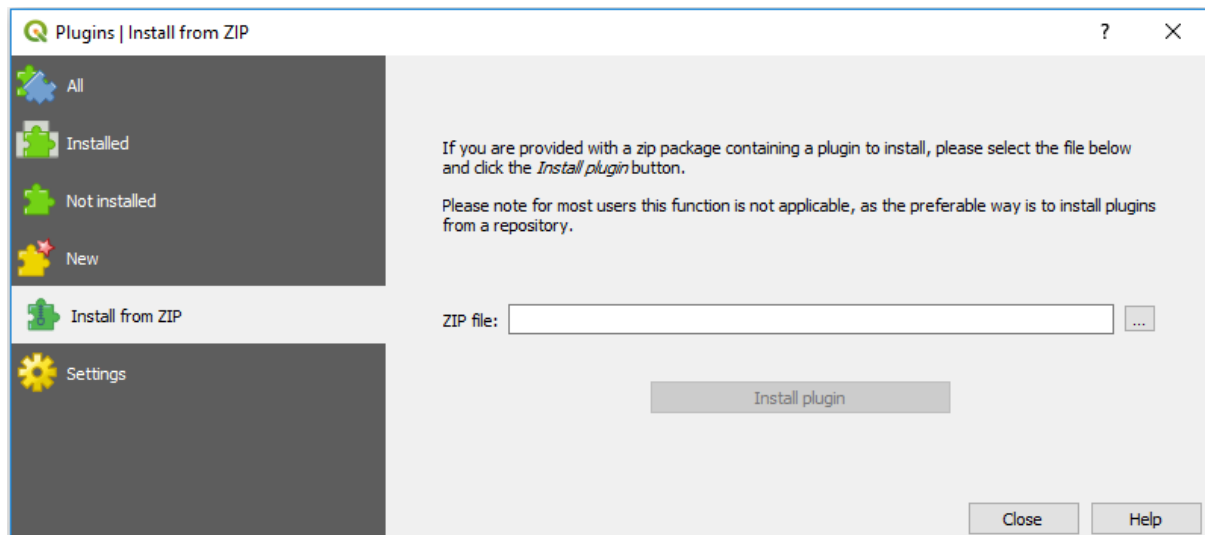 Plugins | Install from ZIP
?
All
Installed
Not installed
New
Install from ZIP
Settings
If you are provided with a zip package containing a plugin to install, please select the file below
and click the Install plugin button.
Please note for most users this function is not applicable, as the preferable way is to install plugins
from a repository.
ZIP file:
...
Install plugin
Close
Help